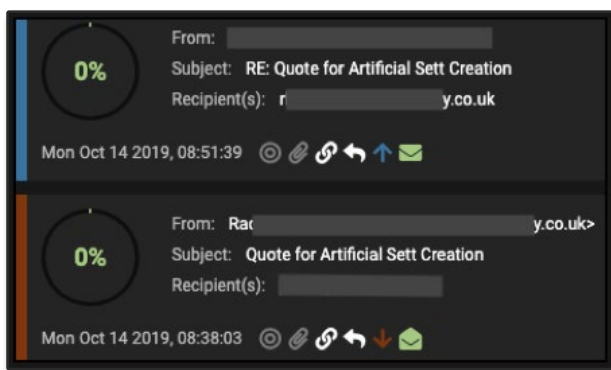 0%
From:
Subject: RE: Quote for Artificial Sett Creation
Recipient(s): r y.co.uk
Mon Oct 14 2019, 08:51:39
0%
From: Rac y.co.uk>
Subject: Quote for Artificial Sett Creation
Recipient(s):
Mon Oct 14 2019, 08:38:03